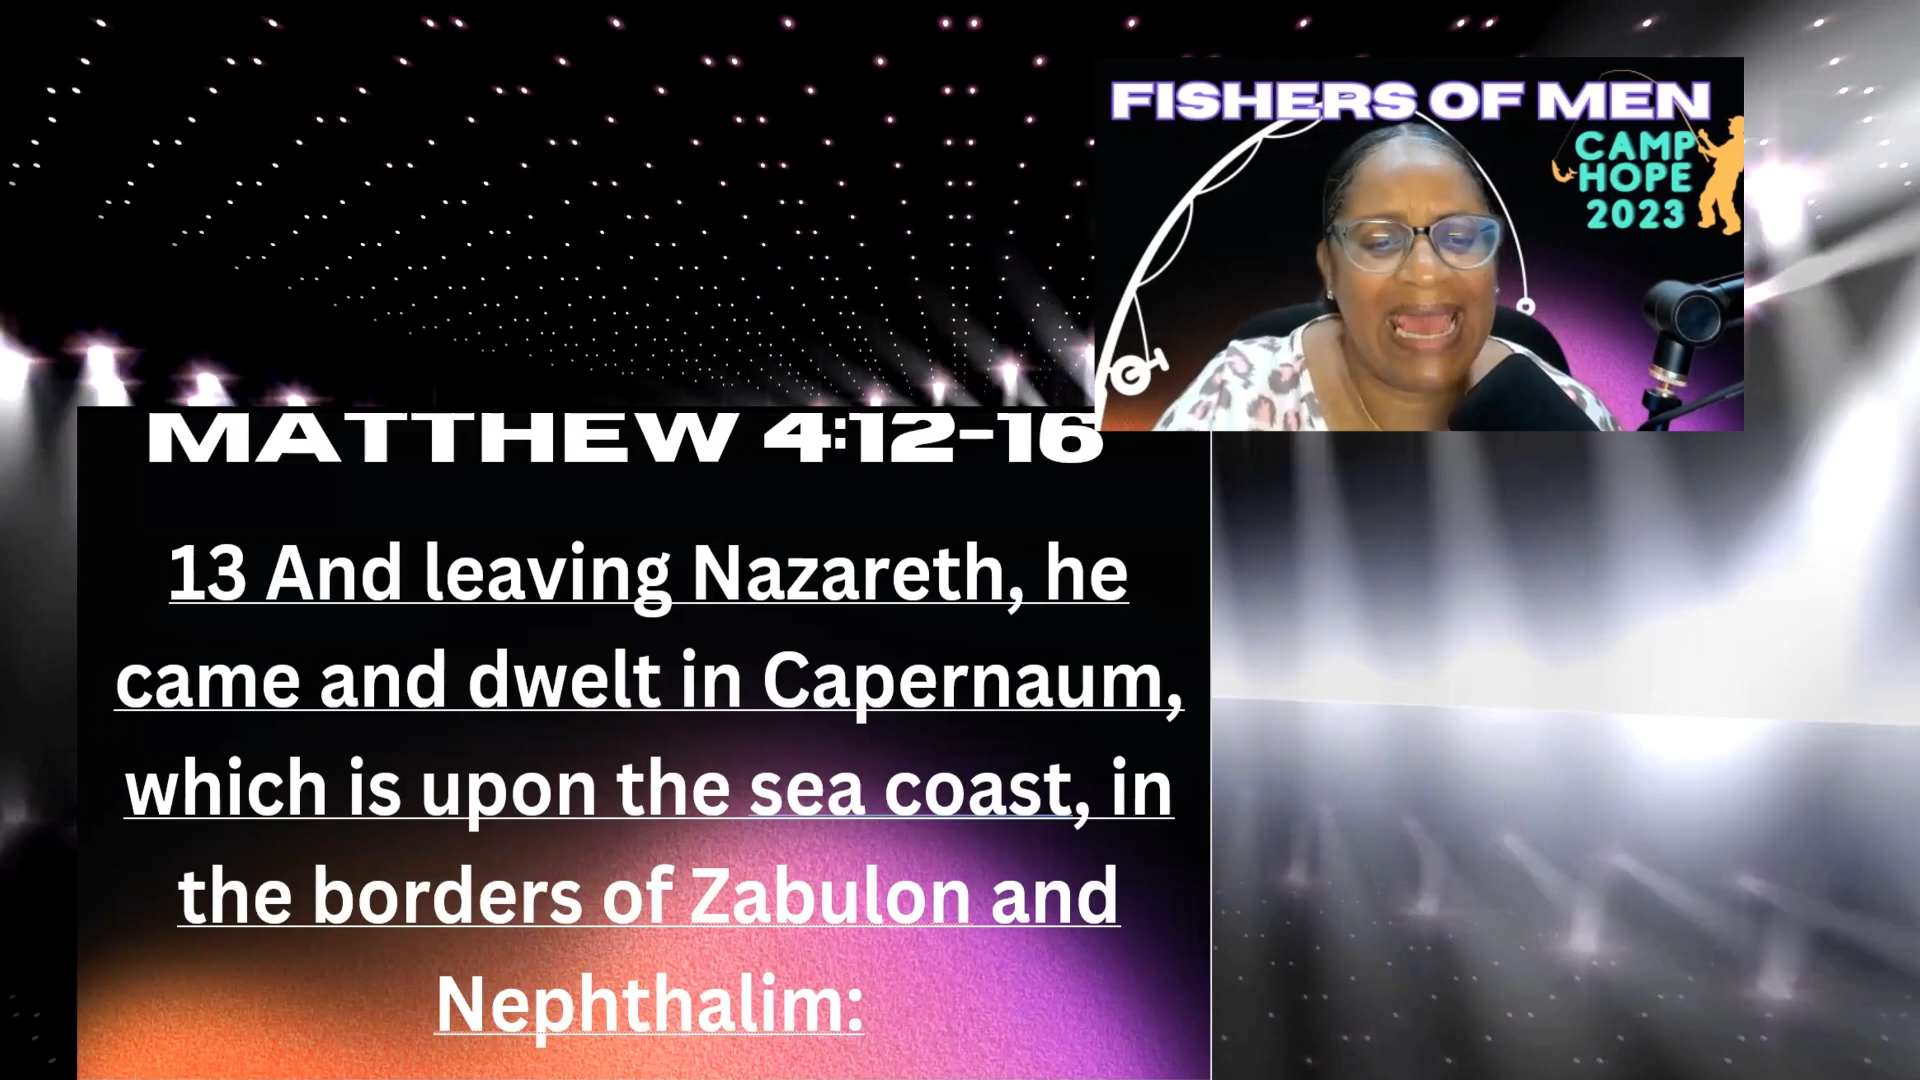 FISHERS OF MEN
CAMP
HOPE
2023
MATTHEW 4:12-16
13 And leaving Nazareth, he
came and dwelt in Capernaum,
which is upon the sea coast, in
the borders of Zabulon and
Nephthalim: